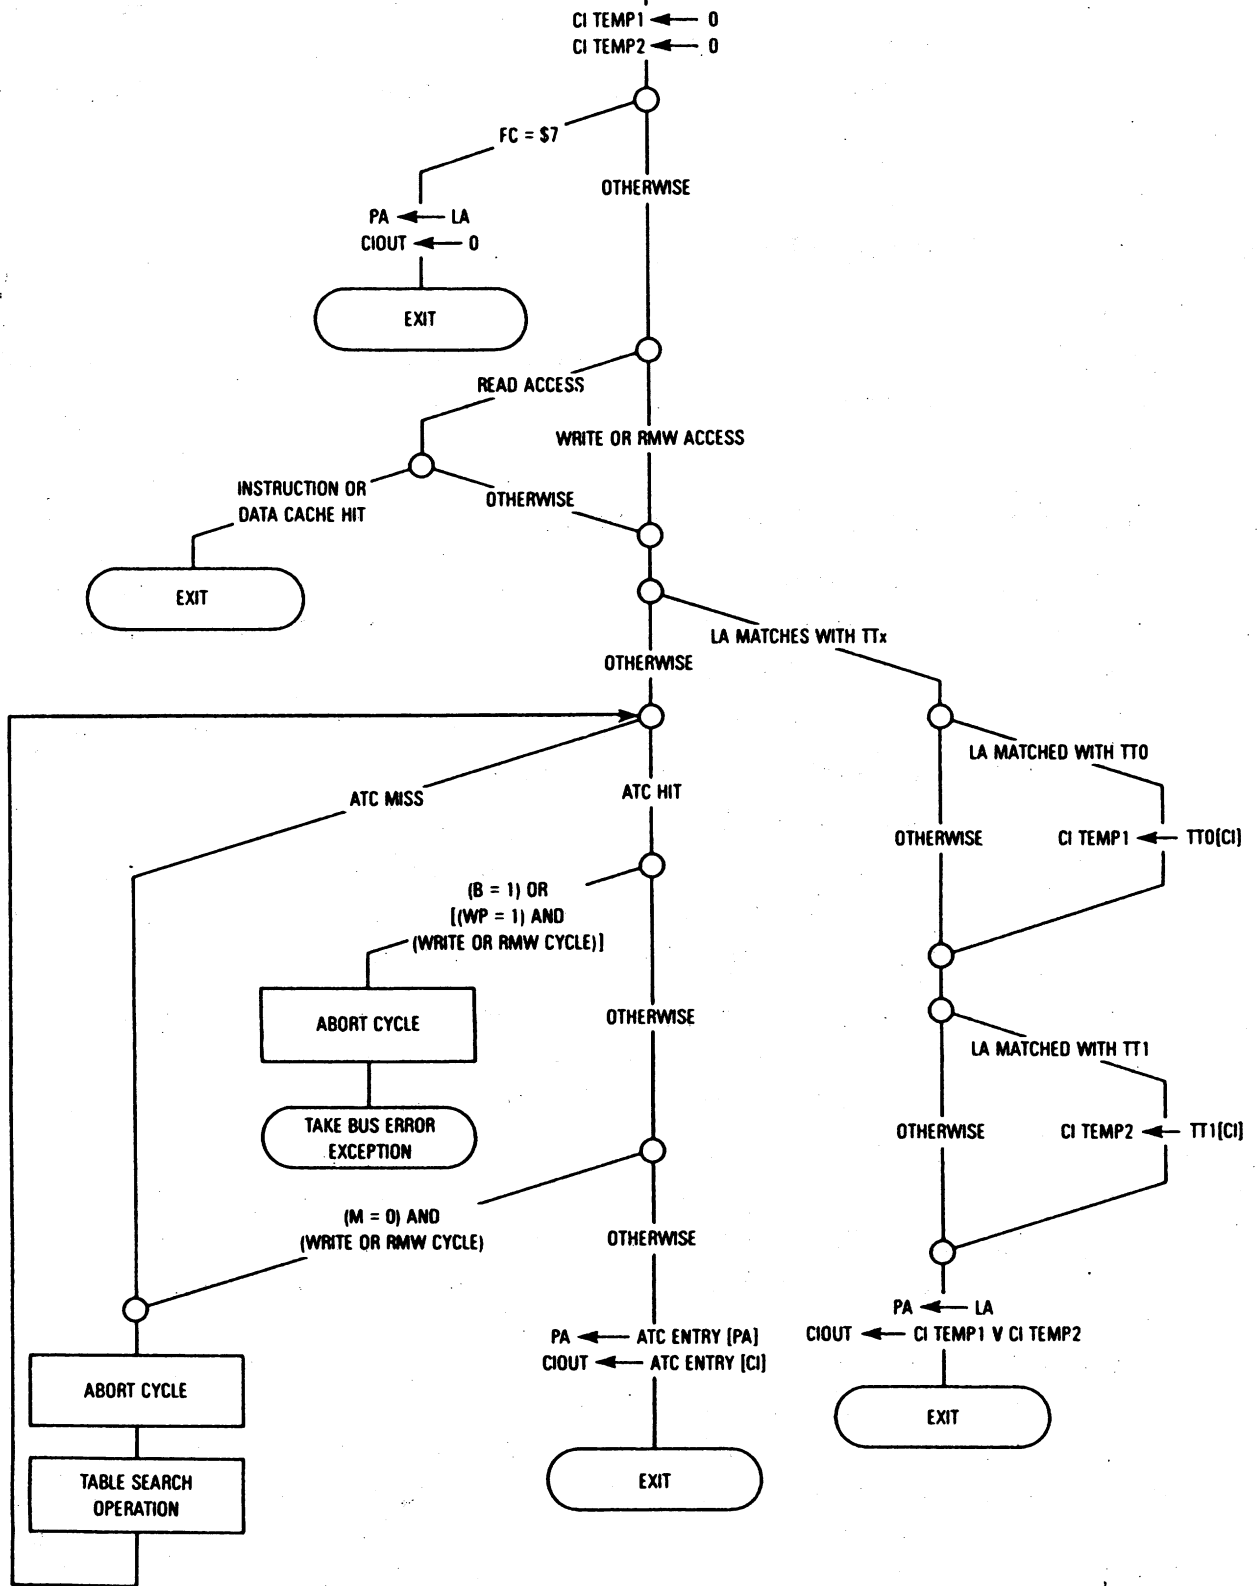 CI TEMP1 ← 0
CI TEMP2 ← 0
FC = $7
OTHERWISE
PA ← LA
CIOUT ← 0
EXIT
READ ACCESS
WRITE OR RMW ACCESS
INSTRUCTION OR
DATA CACHE HIT
OTHERWISE
EXIT
LA MATCHES WITH TTx
OTHERWISE
LA MATCHED WITH TT0
ATC MISS
ATC HIT
OTHERWISE
CI TEMP1 ← TT0[CI]
(B = 1) OR
[(WP = 1) AND
(WRITE OR RMW CYCLE)]
ABORT CYCLE
OTHERWISE
LA MATCHED WITH TT1
TAKE BUS ERROR
EXCEPTION
OTHERWISE
CI TEMP2 ← TT1[CI]
(M = 0) AND
(WRITE OR RMW CYCLE)
OTHERWISE
PA ← LA
CIOUT ← CI TEMP1 V CI TEMP2
PA ← ATC ENTRY [PA]
CIOUT ← ATC ENTRY [CI]
ABORT CYCLE
EXIT
TABLE SEARCH
OPERATION
EXIT